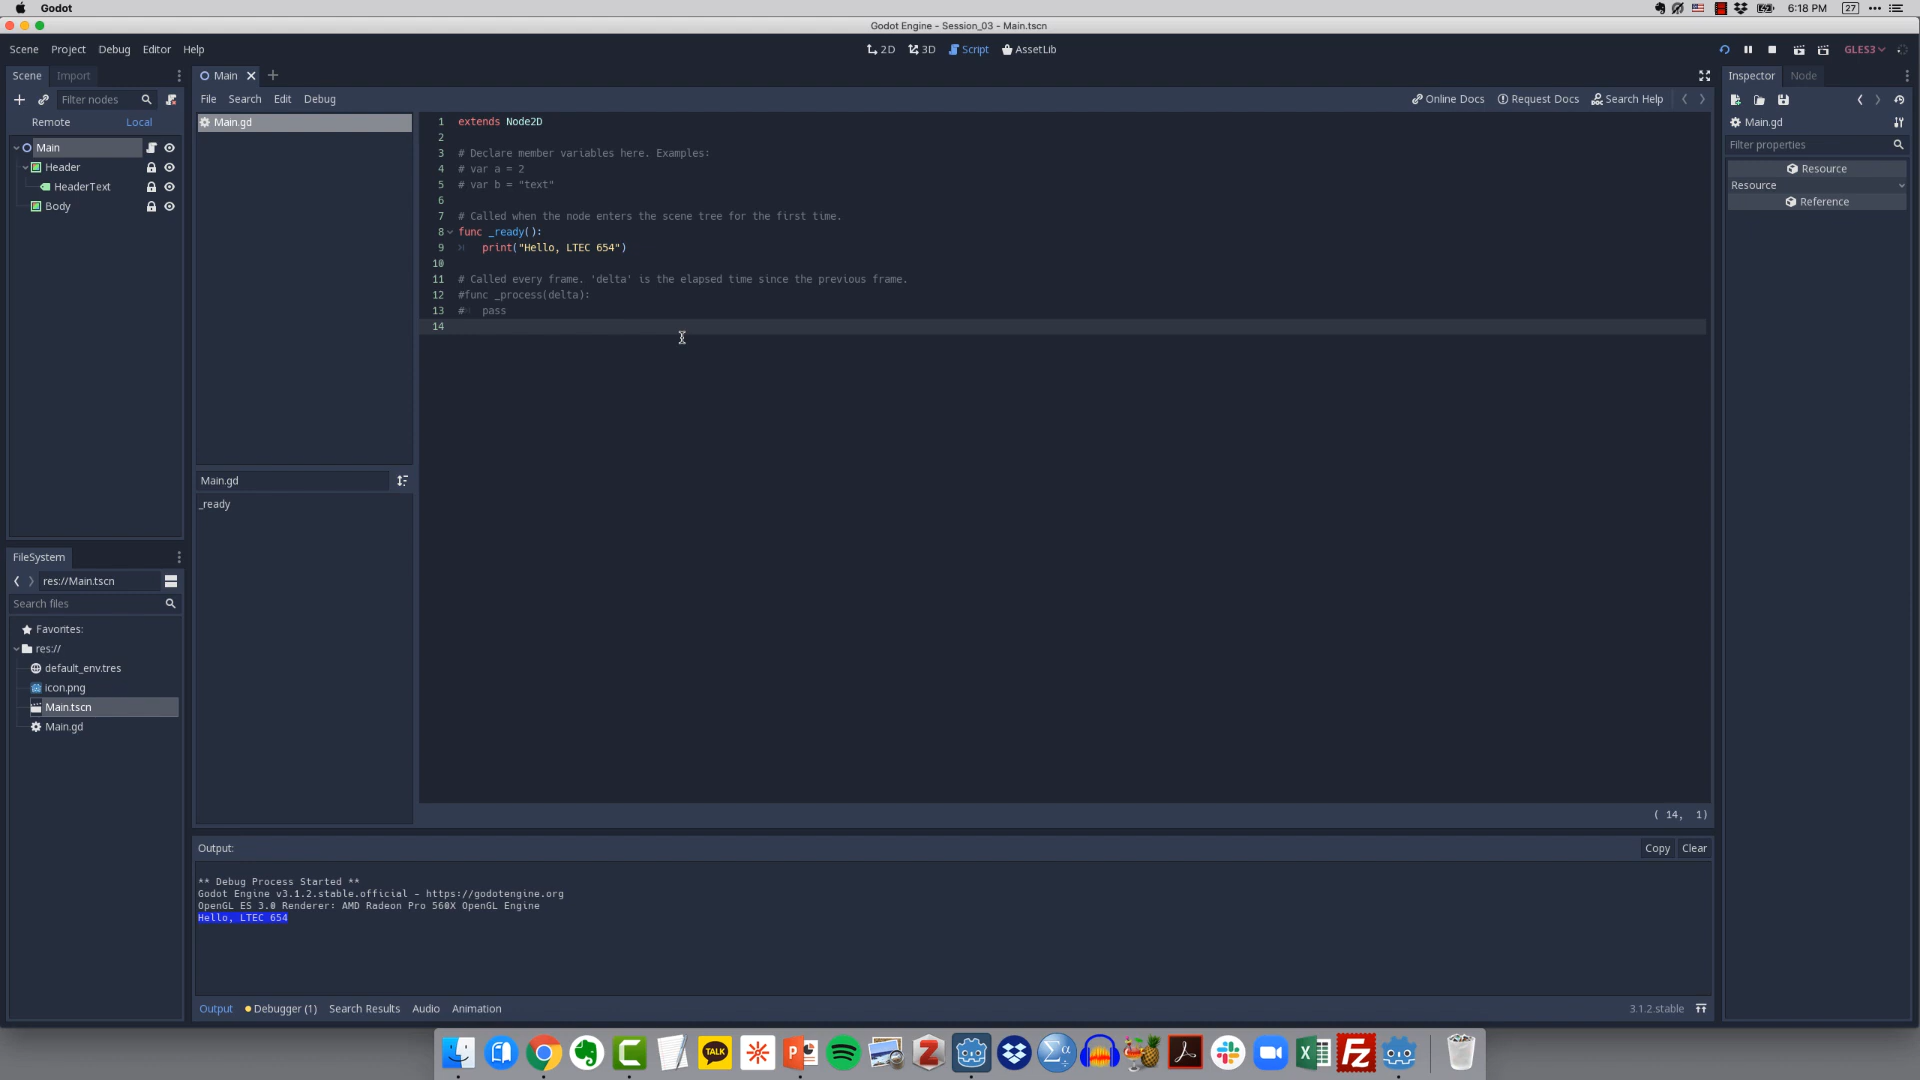 Godot
6:18 PM
27
Godot Engine - Session_03 - Main.tscn
Scene Project Debug Editor Help
2D 3D Script AssetLib
GLES3
Scene Import
Main
Inspector Node
Filter nodes
File Search Edit Debug
Online Docs Request Docs Search Help
Remote Local
Main.gd
Main.gd
Filter properties
Resource
Resource
Reference
Main
Header
HeaderText
Body
1 extends Node2D
2
3 # Declare member variables here. Examples:
4 # var a = 2
5 # var b = "text"
6
7 # Called when the node enters the scene tree for the first time.
8 func _ready():
9 print("Hello, LTEC 654")
10
11 # Called every frame. 'delta' is the elapsed time since the previous frame.
12 #func _process(delta):
13 # pass
14
Main.gd
_ready
FileSystem
res://Main.tscn
Search files
Favorites:
res://
default_env.tres
icon.png
Main.tscn
Main.gd
( 14, 1)
Output:
Copy Clear
** Debug Process Started **
Godot Engine v3.1.2.stable.official - https://godotengine.org
OpenGL ES 3.0 Renderer: AMD Radeon Pro 560X OpenGL Engine
Hello, LTEC 654
Output Debugger (1) Search Results Audio Animation
3.1.2.stable
TALK